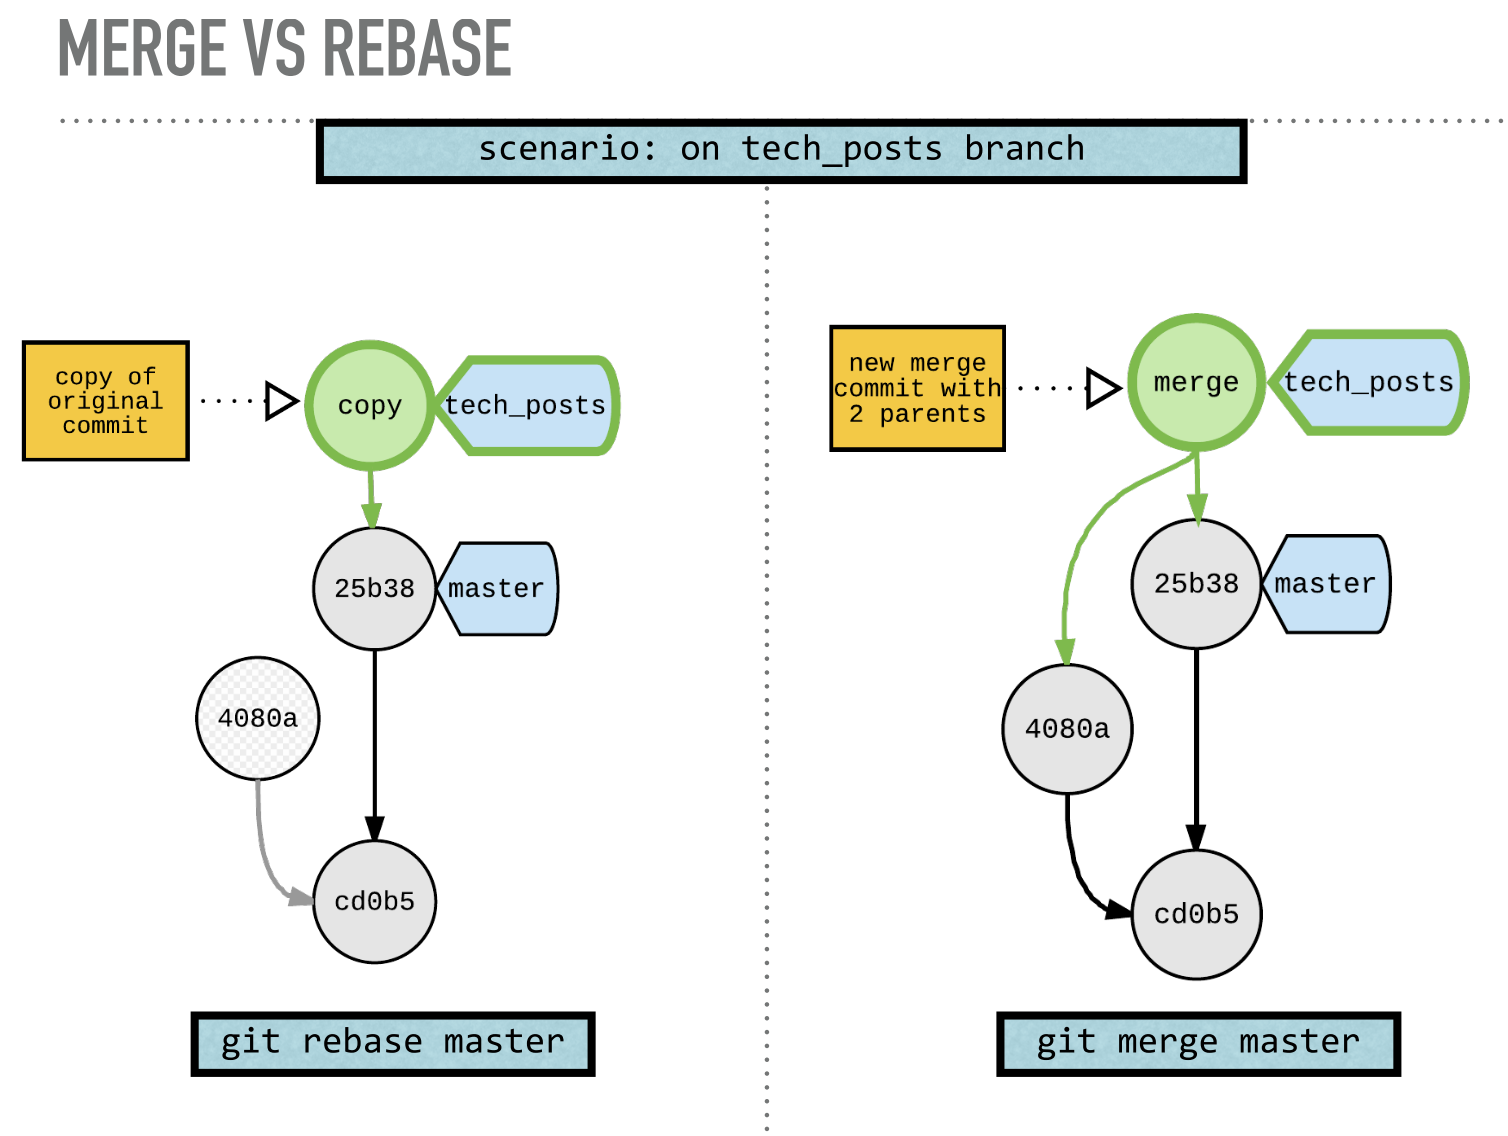 MERGE VS REBASE
scenario: on tech_posts branch
copy of
original
commit
copy
tech_posts
25b38
master
4080a
cd0b5
git rebase master
new merge
commit with
2 parents
merge
tech_posts
25b38
master
4080a
cd0b5
git merge master